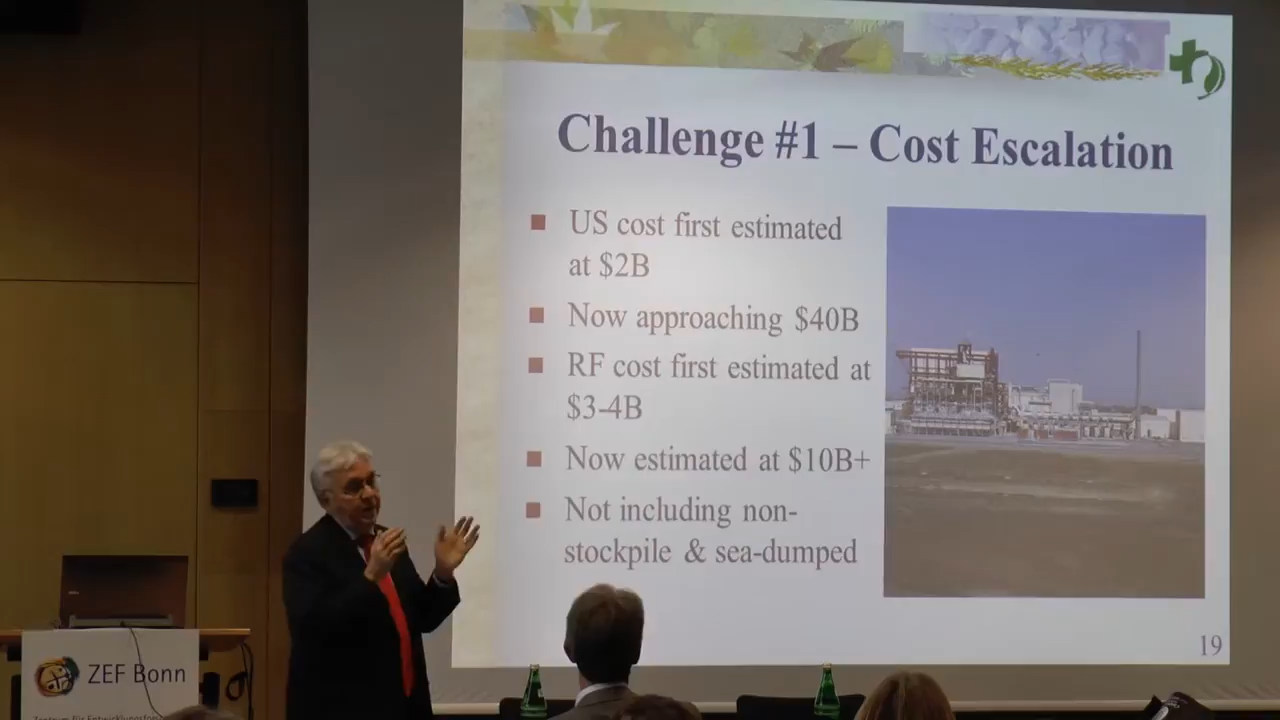 Challenge #1 – Cost Escalation
■ US cost first estimated
at $2B
■ Now approaching $40B
■ RF cost first estimated at
$3-4B
■ Now estimated at $10B+
■ Not including non-
stockpile & sea-dumped
19
ZEF Bonn